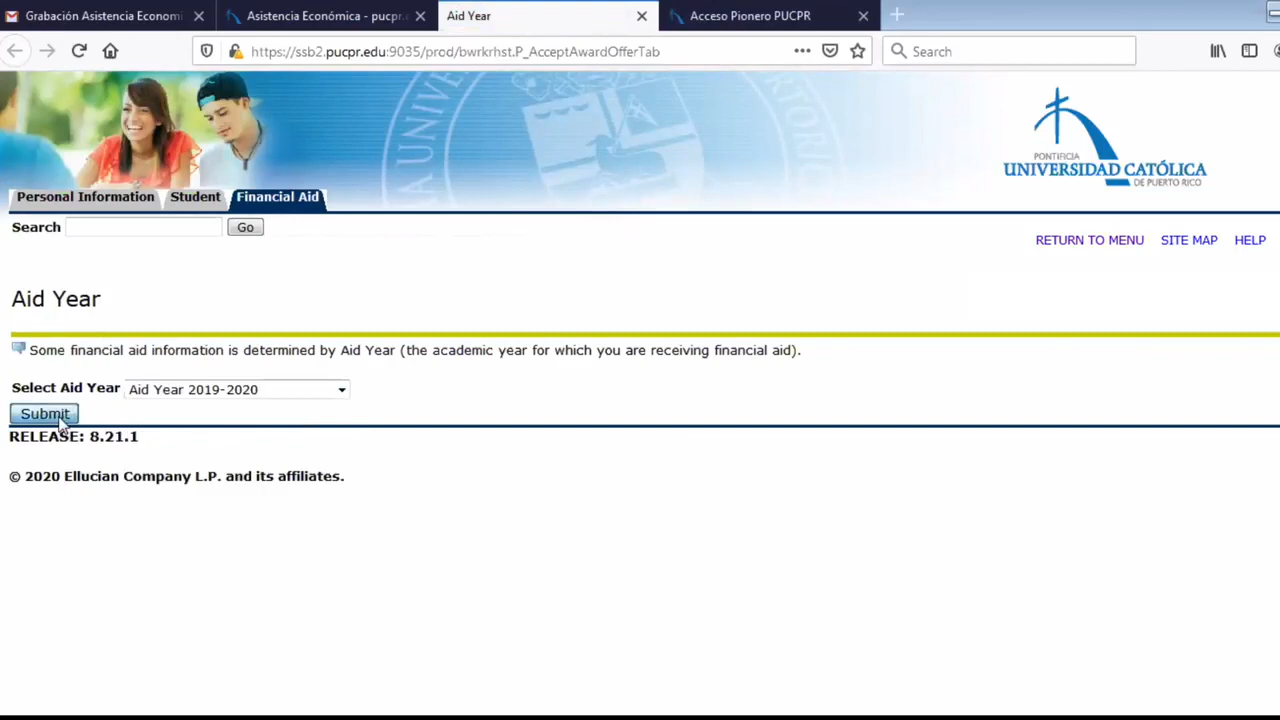 Grabación Asistencia Economi
Asistencia Económica - pucpr.
Aid Year
Acceso Pionero PUCPR
https://ssb2.pucpr.edu:9035/prod/bwrkrhst.P_AcceptAwardOfferTab
Search
PONTIFICIA
UNIVERSIDAD CATÓLICA
DE PUERTO RICO
Personal Information Student Financial Aid
Search Go
RETURN TO MENU SITE MAP HELP
Aid Year
Some financial aid information is determined by Aid Year (the academic year for which you are receiving financial aid).
Select Aid Year Aid Year 2019-2020
Submit
RELEASE: 8.21.1
© 2020 Ellucian Company L.P. and its affiliates.